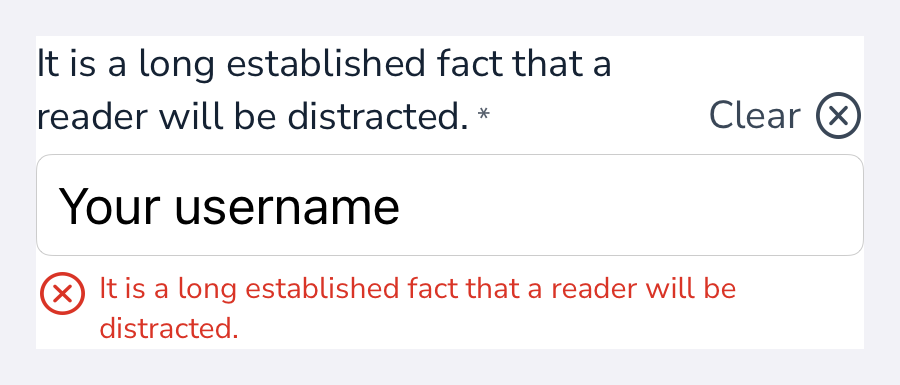 It is a long established fact that a
reader will be distracted. *
Clear
Your username
It is a long established fact that a reader will be
distracted.